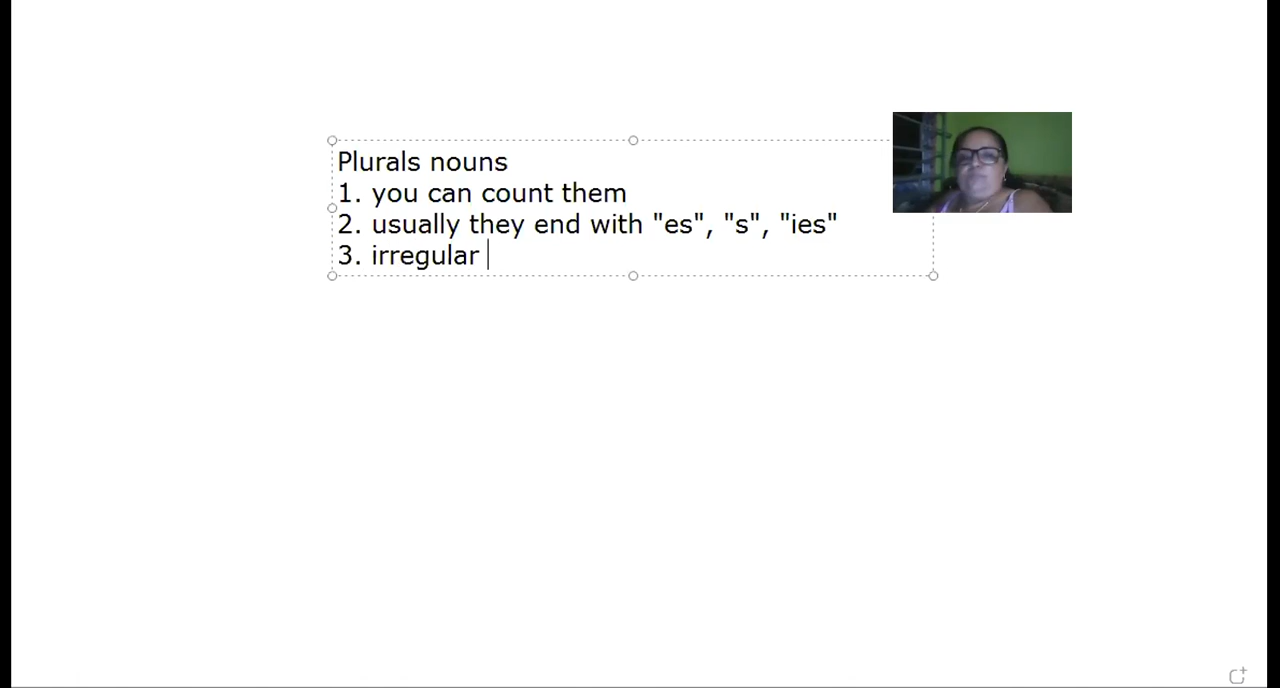 Plurals nouns
1. you can count them
2. usually they end with "es", "s", "ies"
3. irregular